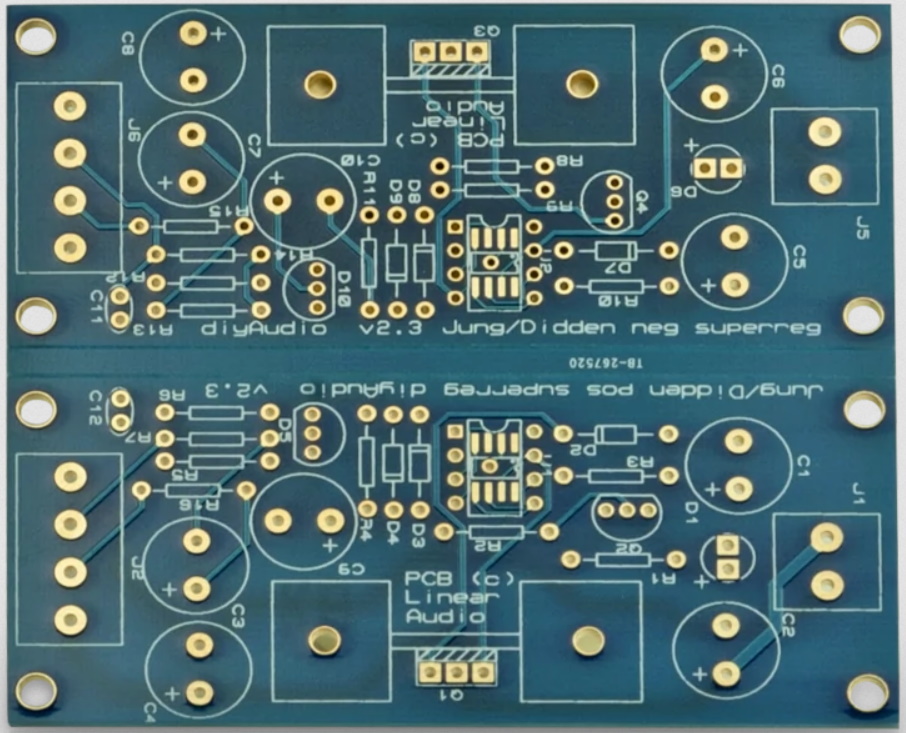 C8
Q3
C6
J6
C7
PCB (c)
Linear
Audio
C10
R11
D9
D8
R8
D6
R9
Q4
J5
R15
R14
U2
D7
C5
R12
C11
D10
R10
R13
diyAudio v2.3 Jung/Didden neg superreg
TB-267520
Jung/Didden pos superreg diyAudio v2.3
C12
R6
R7
D5
R5
R16
D2
R3
C1
J1
R4
D4
D3
R2
Q2
D1
J2
C9
R1
C3
PCB (c)
Linear
Audio
C2
C4
Q1